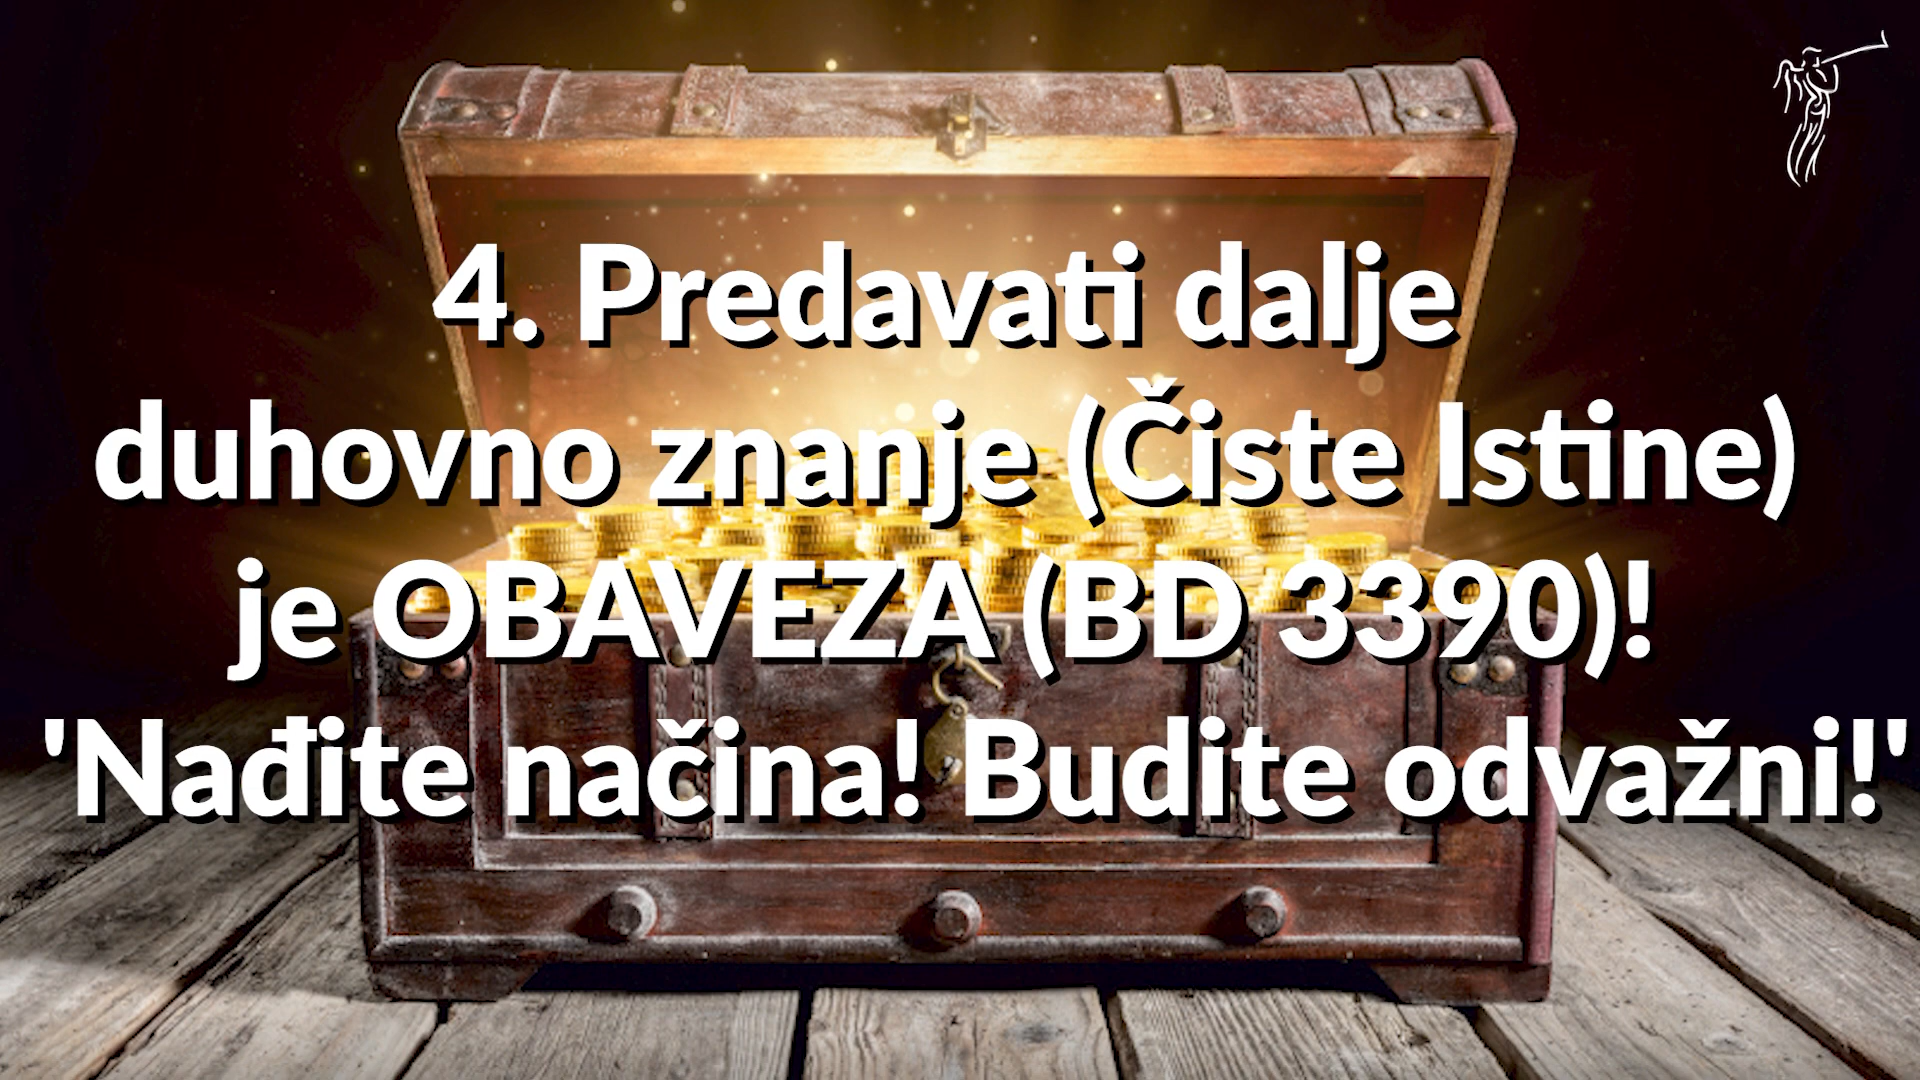 4. Predavati dalje
duhovno znanje (Čiste Istine)
je OBAVEZA (BD 3390)!
'Nađite načina! Budite odvažni!'